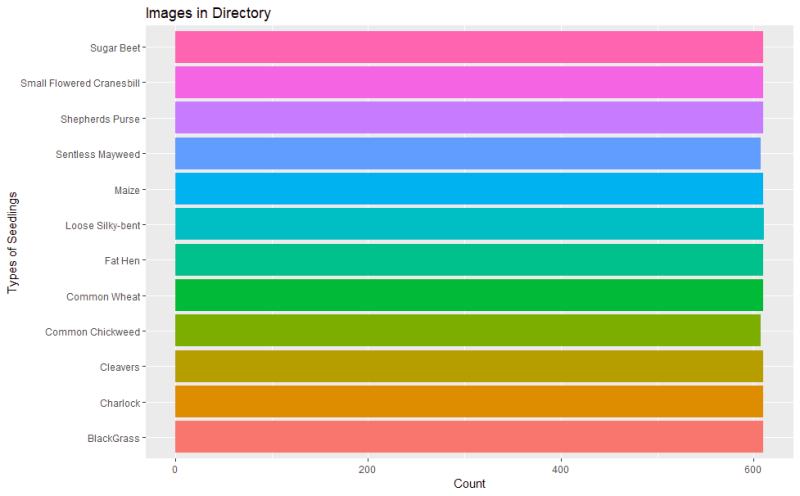 Images in Directory
Types of Seedlings
Sugar Beet
Small Flowered Cranesbill
Shepherds Purse
Sentless Mayweed
Maize
Loose Silky-bent
Fat Hen
Common Wheat
Common Chickweed
Cleavers
Charlock
BlackGrass
0 200 400 600
Count